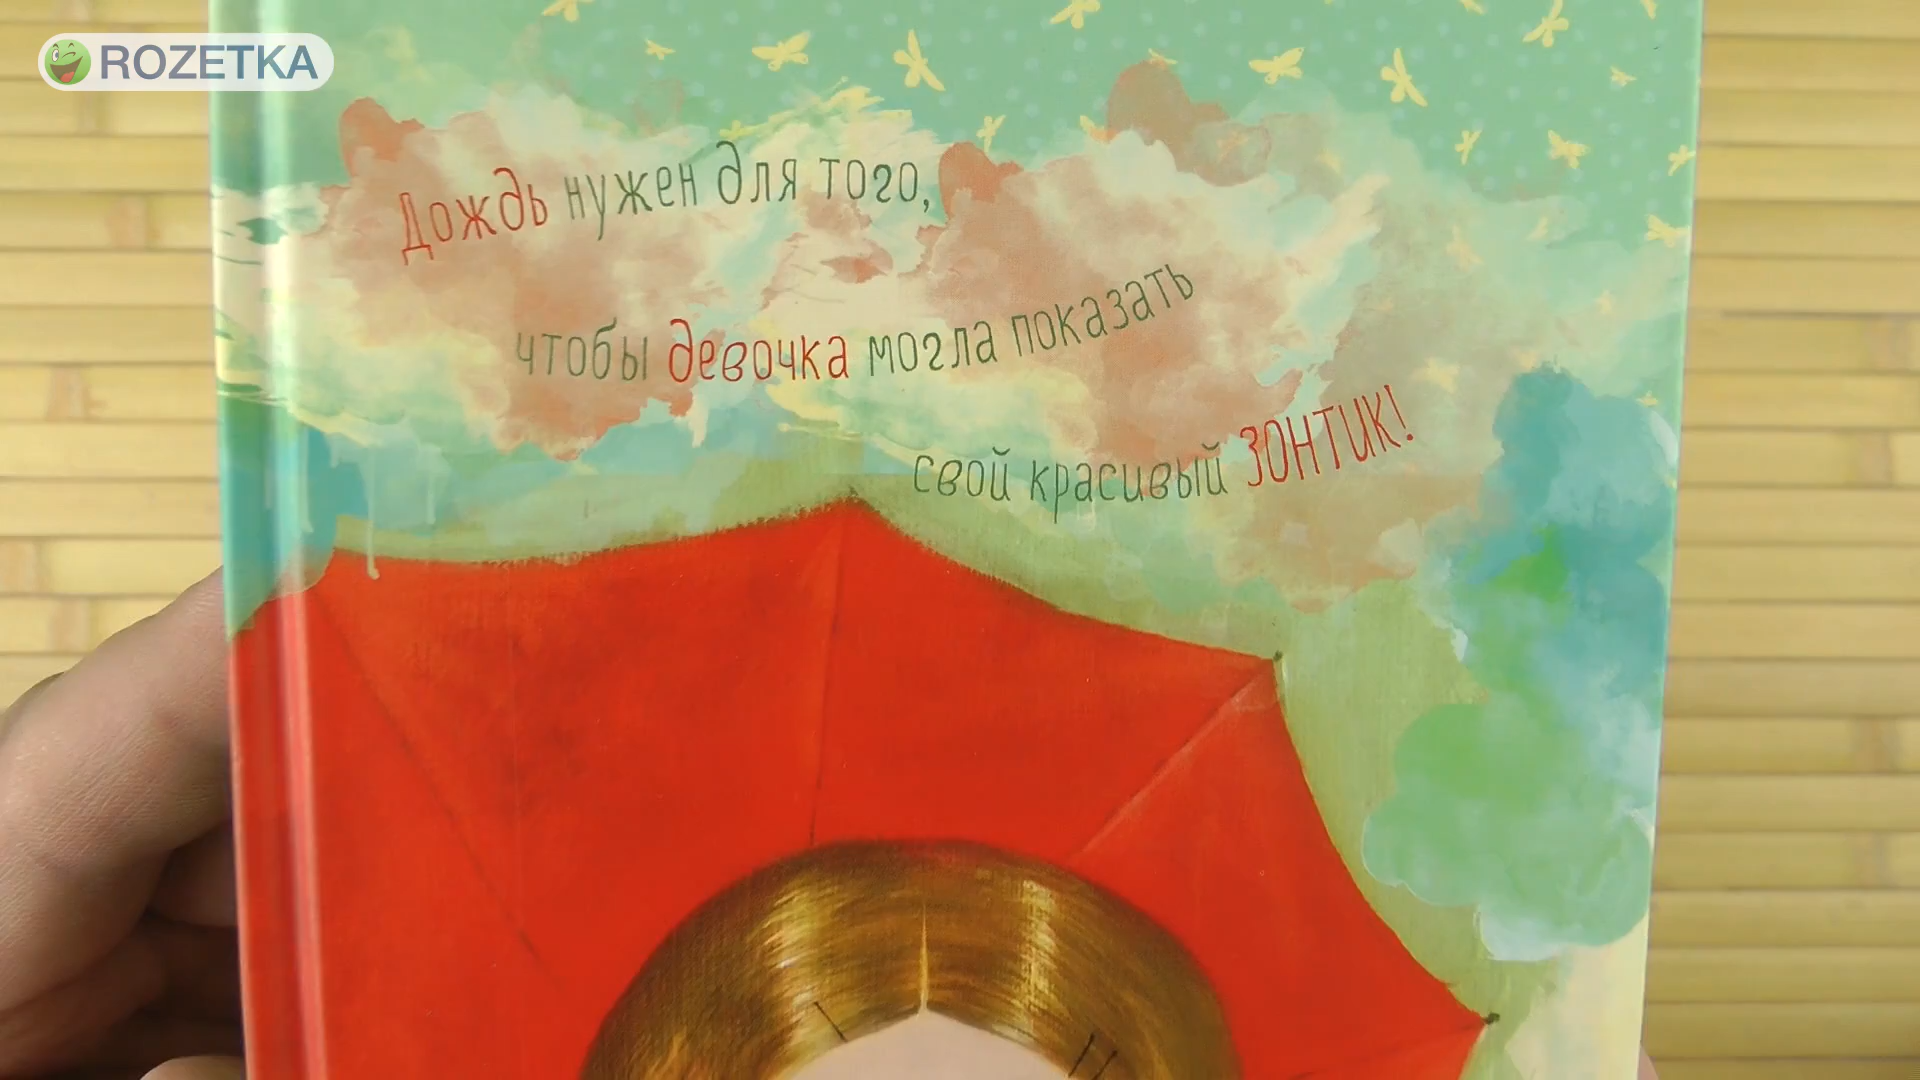 ROZETKA
Дождь нужен для того,
чтобы девочка могла показать
свой красивый ЗОНТИК!